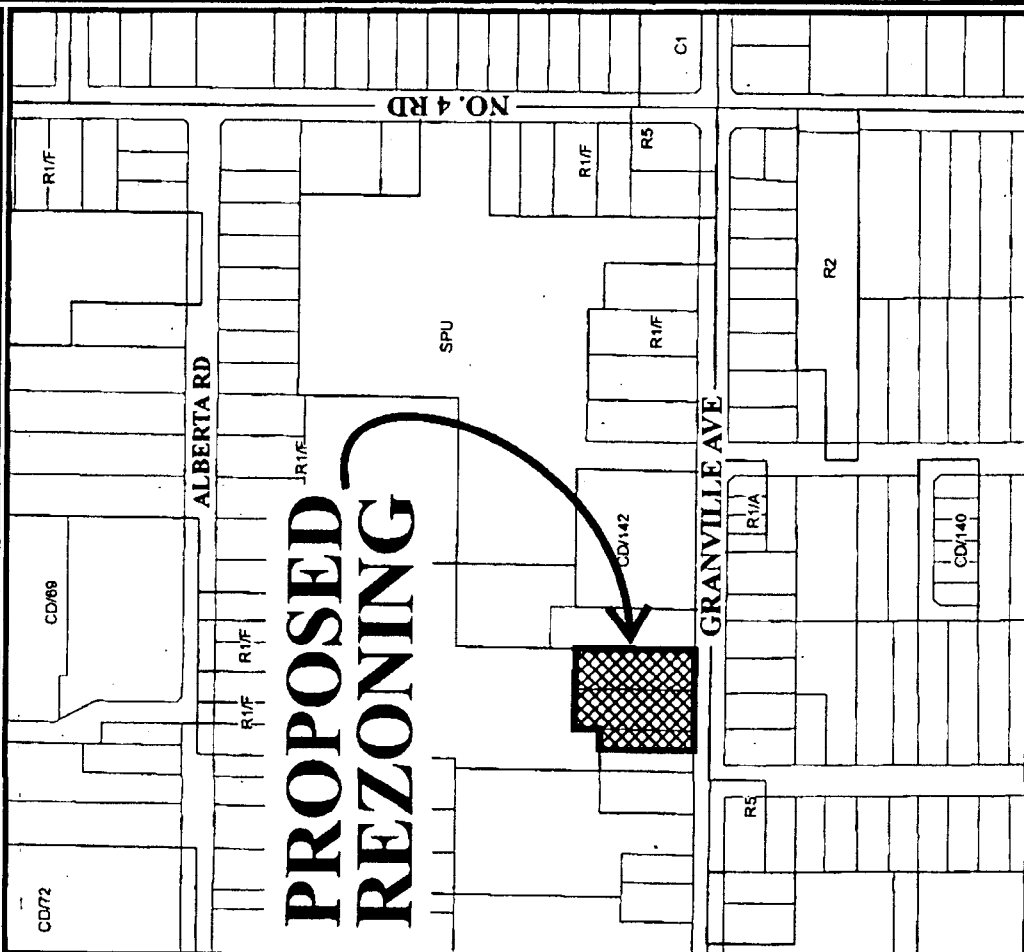 C1
NO. 4 RD
R1/F
R1/F
R5
R2
SPU
R1/F
ALBERTA RD
R1/F
GRANVILLE AVE
CD/142
R1/A
CD/140
CD/69
R1/F
R1/F
PROPOSED
REZONING
R5
CD/72